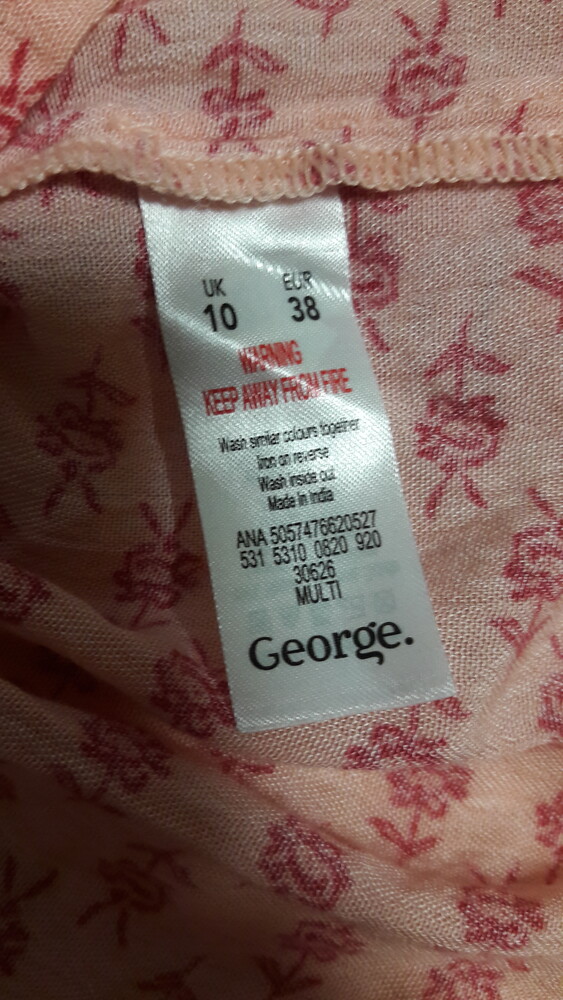 UK EUR
10 38
WARNING
KEEP AWAY FROM FIRE
Wash similar colours together
Iron on reverse
Wash inside out
Made in India
ANA 5057476620527
531 5310 0820 920
30626
MULTI
George.